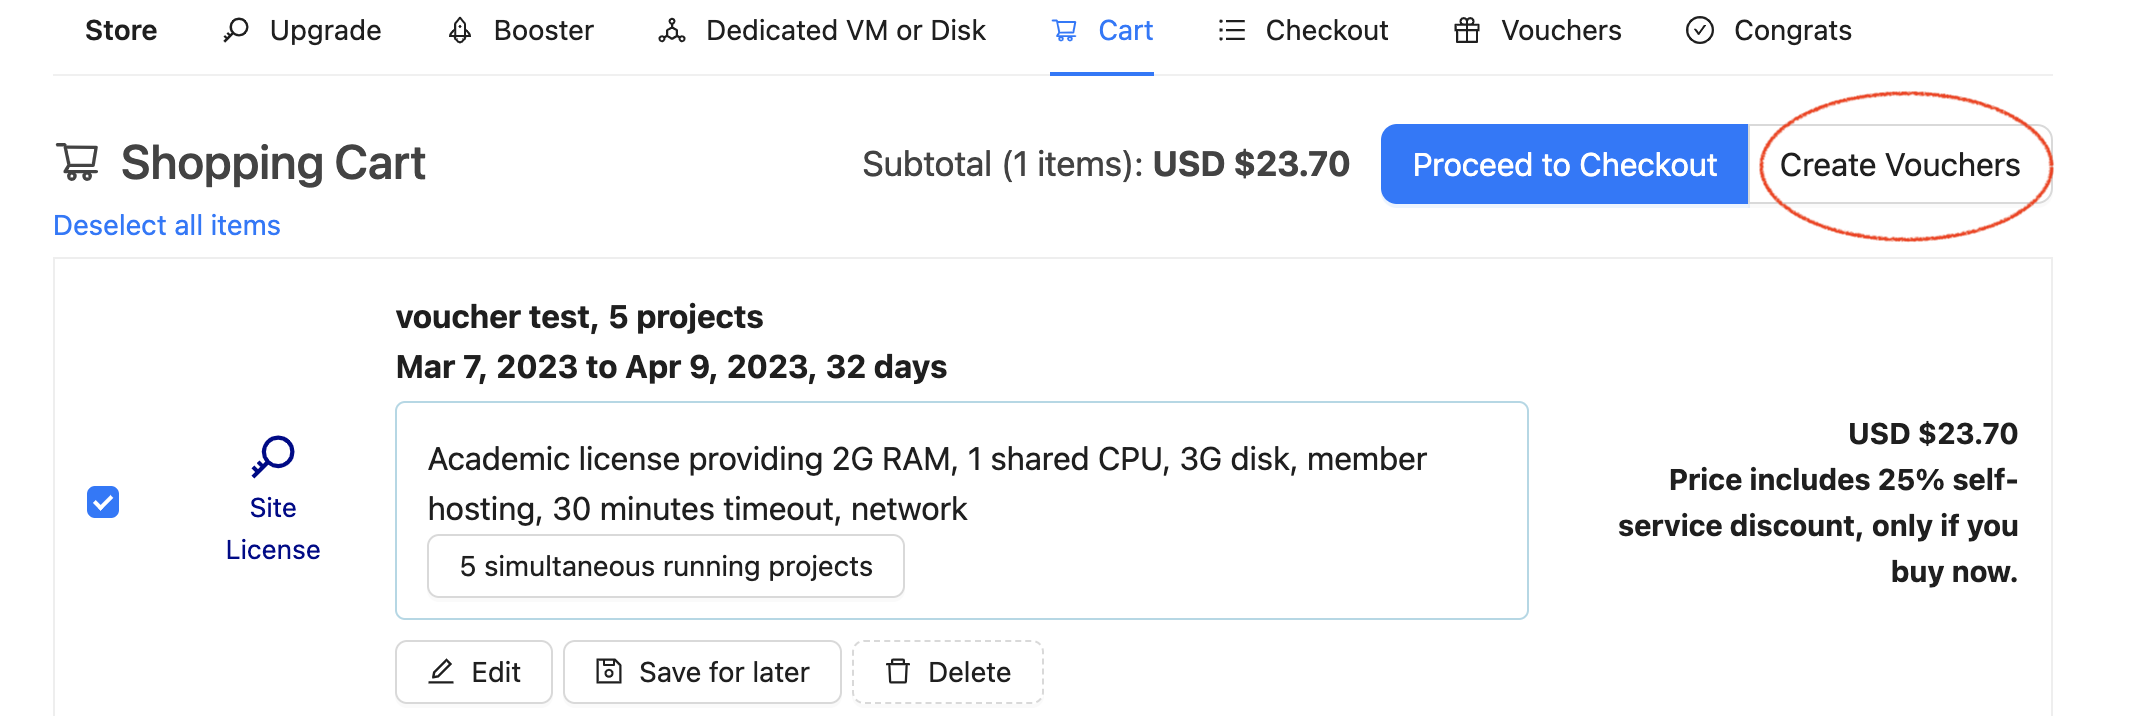 Store Upgrade Booster Dedicated VM or Disk Cart Checkout Vouchers Congrats
Shopping Cart Subtotal (1 items): USD $23.70 Proceed to Checkout Create Vouchers
Deselect all items
voucher test, 5 projects
Mar 7, 2023 to Apr 9, 2023, 32 days
Site
License
Academic license providing 2G RAM, 1 shared CPU, 3G disk, member
hosting, 30 minutes timeout, network
5 simultaneous running projects
USD $23.70
Price includes 25% self-
service discount, only if you
buy now.
Edit Save for later Delete